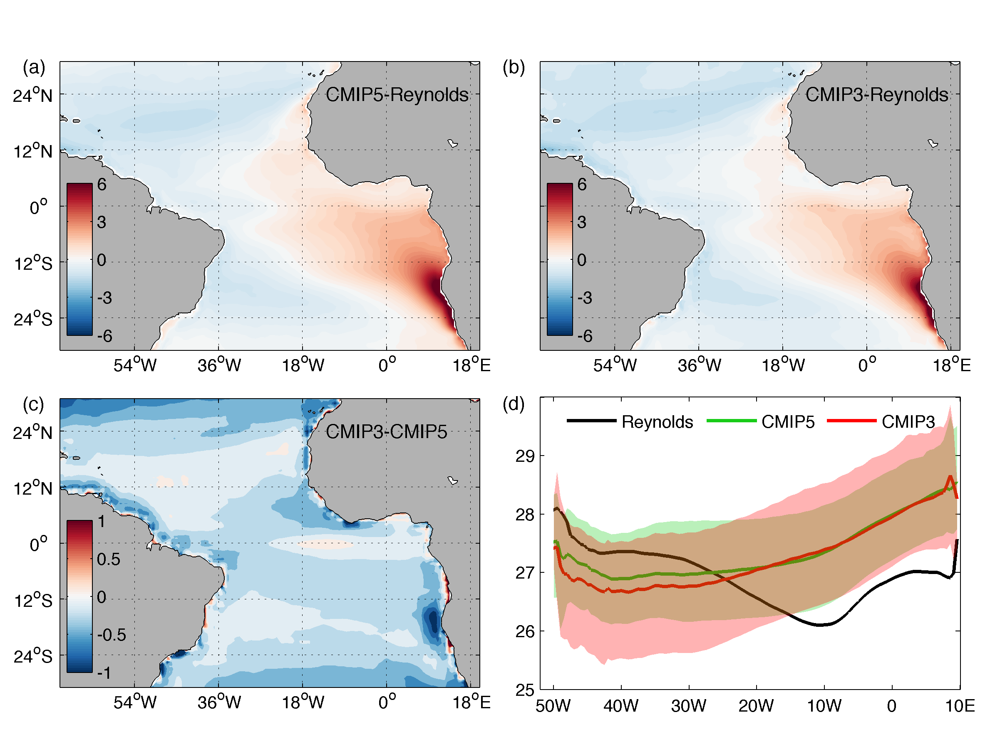 (a)
CMIP5-Reynolds
24°N
12°N
0°
12°S
24°S
6
3
0
-3
-6
54°W 36°W 18°W 0° 18°E
(b)
CMIP3-Reynolds
6
3
0
-3
-6
54°W 36°W 18°W 0° 18°E
(c)
CMIP3-CMIP5
24°N
12°N
0°
12°S
24°S
1
0.5
0
-0.5
-1
54°W 36°W 18°W 0° 18°E
(d)
Reynolds CMIP5 CMIP3
29
28
27
26
25
50W 40W 30W 20W 10W 0 10E